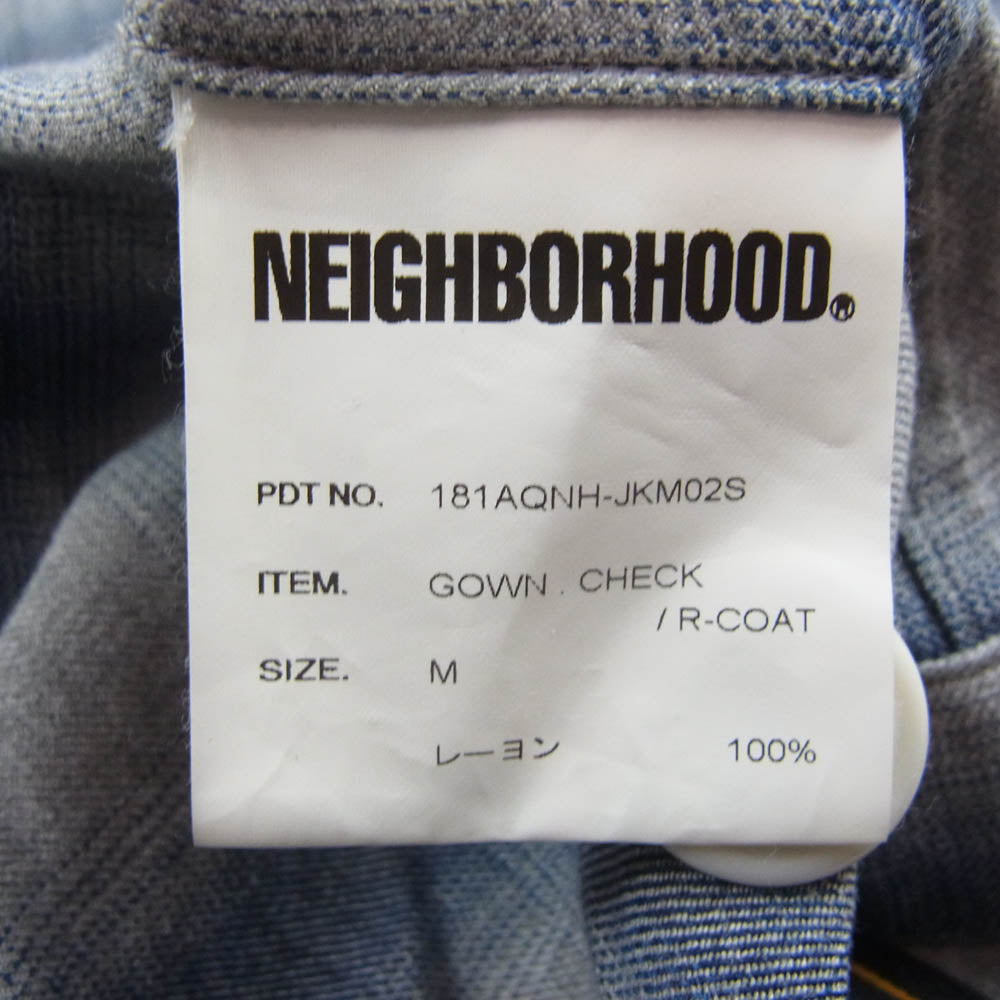 NEIGHBORHOOD®
PDT NO. 181AQNH-JKM02S
ITEM. GOWN . CHECK
/ R-COAT
SIZE. M
レーヨン 100%